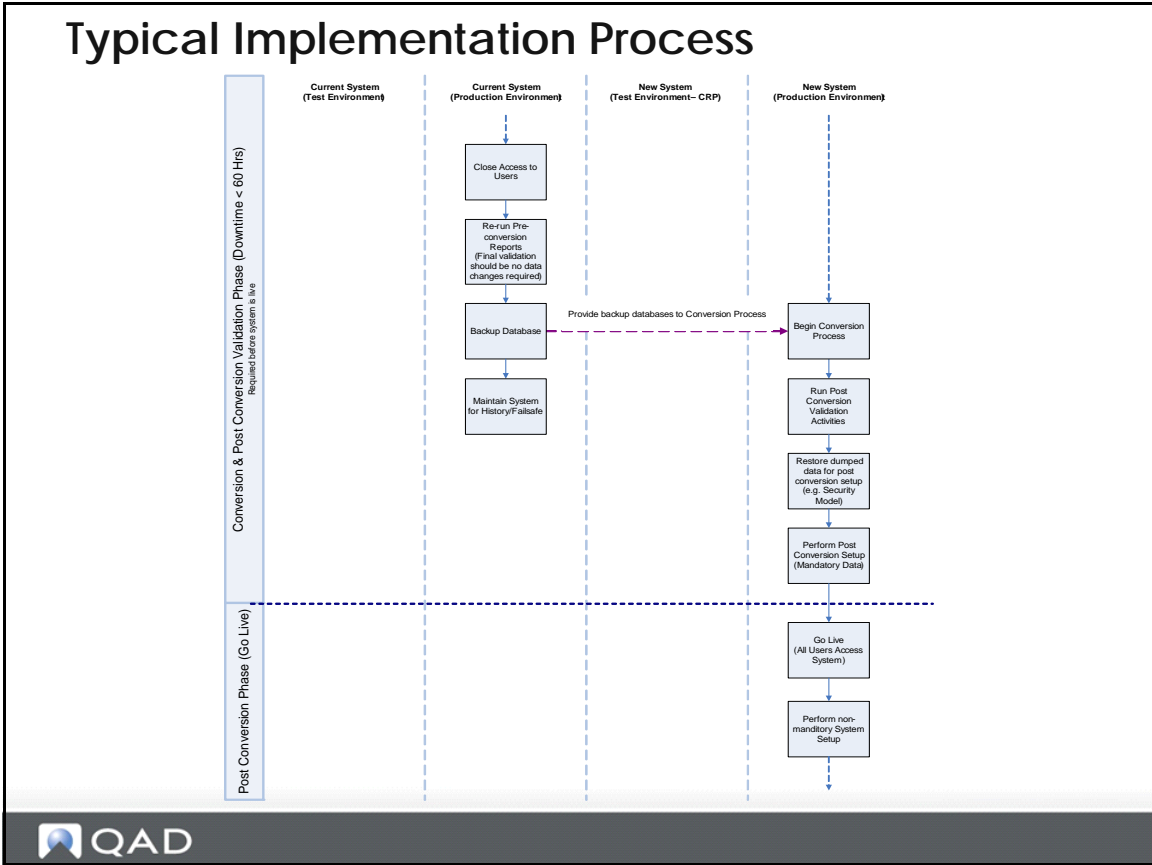 Typical Implementation Process
Current System
(Test Environment)
Current System
(Production Environment)
New System
(Test Environment– CRP)
New System
(Production Environment)
Conversion & Post Conversion Validation Phase (Downtime < 60 Hrs)
Required before system is live
Close Access to
Users
Re-run Pre-
conversion
Reports
(Final validation
should be no data
changes required)
Backup Database
Provide backup databases to Conversion Process
Begin Conversion
Process
Maintain System
for History/Failsafe
Run Post
Conversion
Validation
Activities
Restore dumped
data for post
conversion setup
(e.g. Security
Model)
Perform Post
Conversion Setup
(Mandatory Data)
Post Conversion Phase (Go Live)
Go Live
(All Users Access
System)
Perform non-
manditory System
Setup
QAD